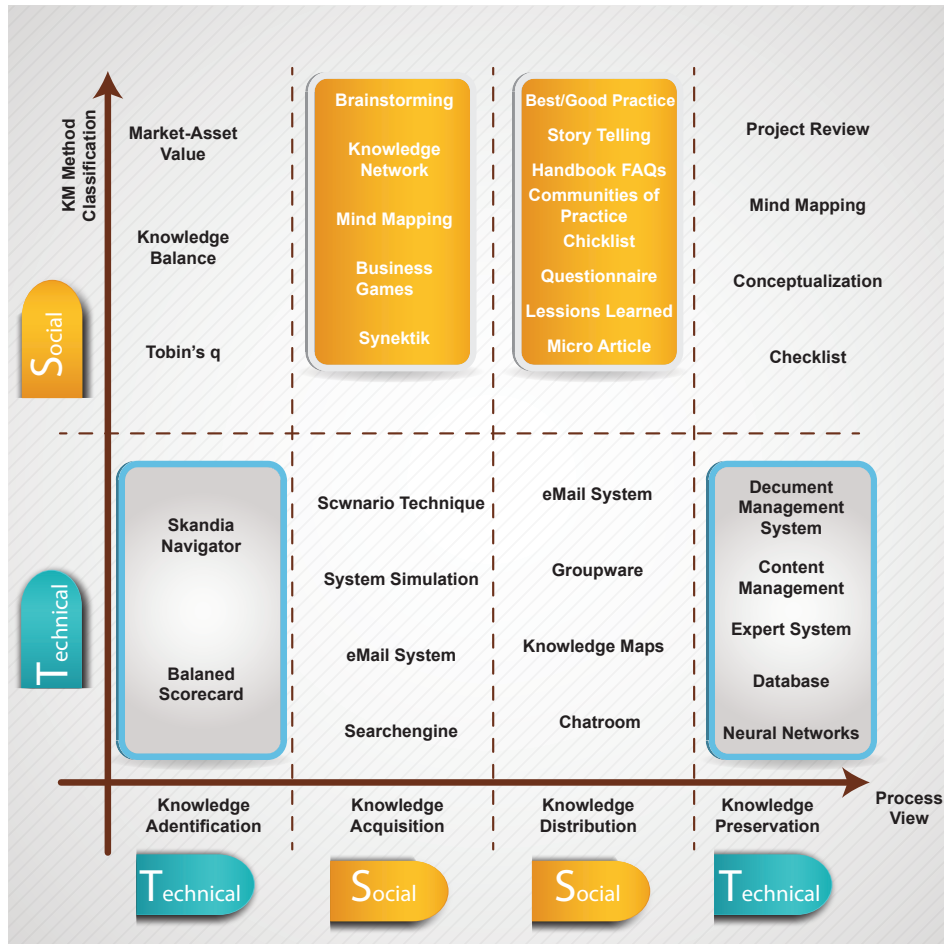 KM Method
Classification
Market-Asset
Value
Knowledge
Balance
Tobin's q
Brainstorming
Knowledge
Network
Mind Mapping
Business
Games
Synektik
Best/Good Practice
Story Telling
Handbook FAQs
Communities of
Practice
Chicklist
Questionnaire
Lessions Learned
Micro Article
Project Review
Mind Mapping
Conceptualization
Checklist
Social
Technical
Skandia
Navigator
Balaned
Scorecard
Scwnario Technique
System Simulation
eMail System
Searchengine
eMail System
Groupware
Knowledge Maps
Chatroom
Decument
Management
System
Content
Management
Expert System
Database
Neural Networks
Knowledge
Adentification
Knowledge
Acquisition
Knowledge
Distribution
Knowledge
Preservation
Process
View
Technical
Social
Social
Technical